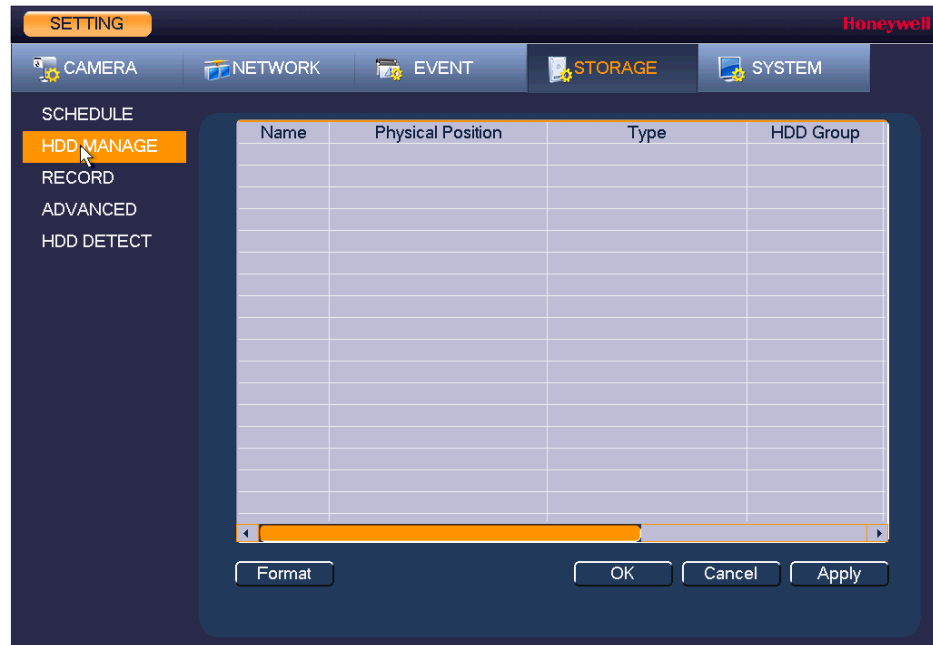 SETTING Honeywell
CAMERA NETWORK EVENT STORAGE SYSTEM
SCHEDULE
HDD MANAGE
RECORD
ADVANCED
HDD DETECT
Name Physical Position Type HDD Group
Format OK Cancel Apply